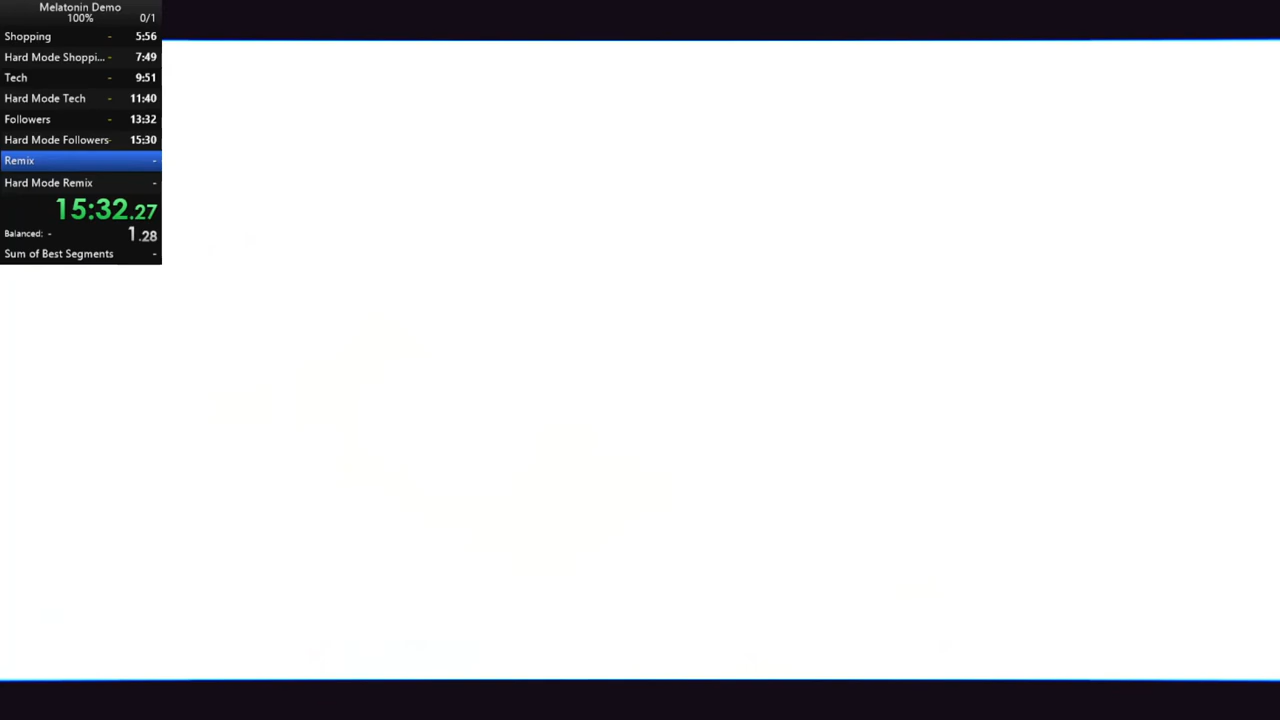 Melatonin Demo
100% 0/1
Shopping - 5:56
Hard Mode Shoppi... - 7:49
Tech - 9:51
Hard Mode Tech - 11:40
Followers - 13:32
Hard Mode Followers - 15:30
Remix -
Hard Mode Remix -
15:32.27
Balanced: - 1.28
Sum of Best Segments -